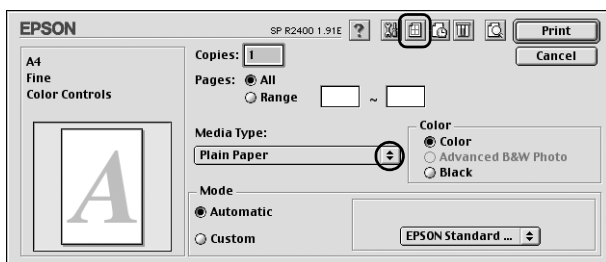 EPSON
SP R2400 1.91E
?
Print
Cancel
A4
Fine
Color Controls
Copies: 1
Pages: All
Range ~
Media Type:
Plain Paper
Color
Color
Advanced B&W Photo
Black
Mode
Automatic
Custom
EPSON Standard ...
A